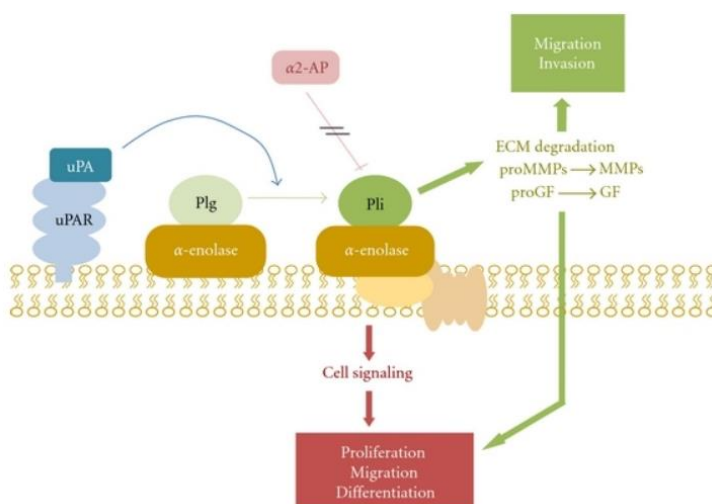 Migration
Invasion
α2-AP
ECM degradation
proMMPs → MMPs
proGF → GF
uPA
uPAR
Plg
Pli
α-enolase
α-enolase
Cell signaling
Proliferation
Migration
Differentiation